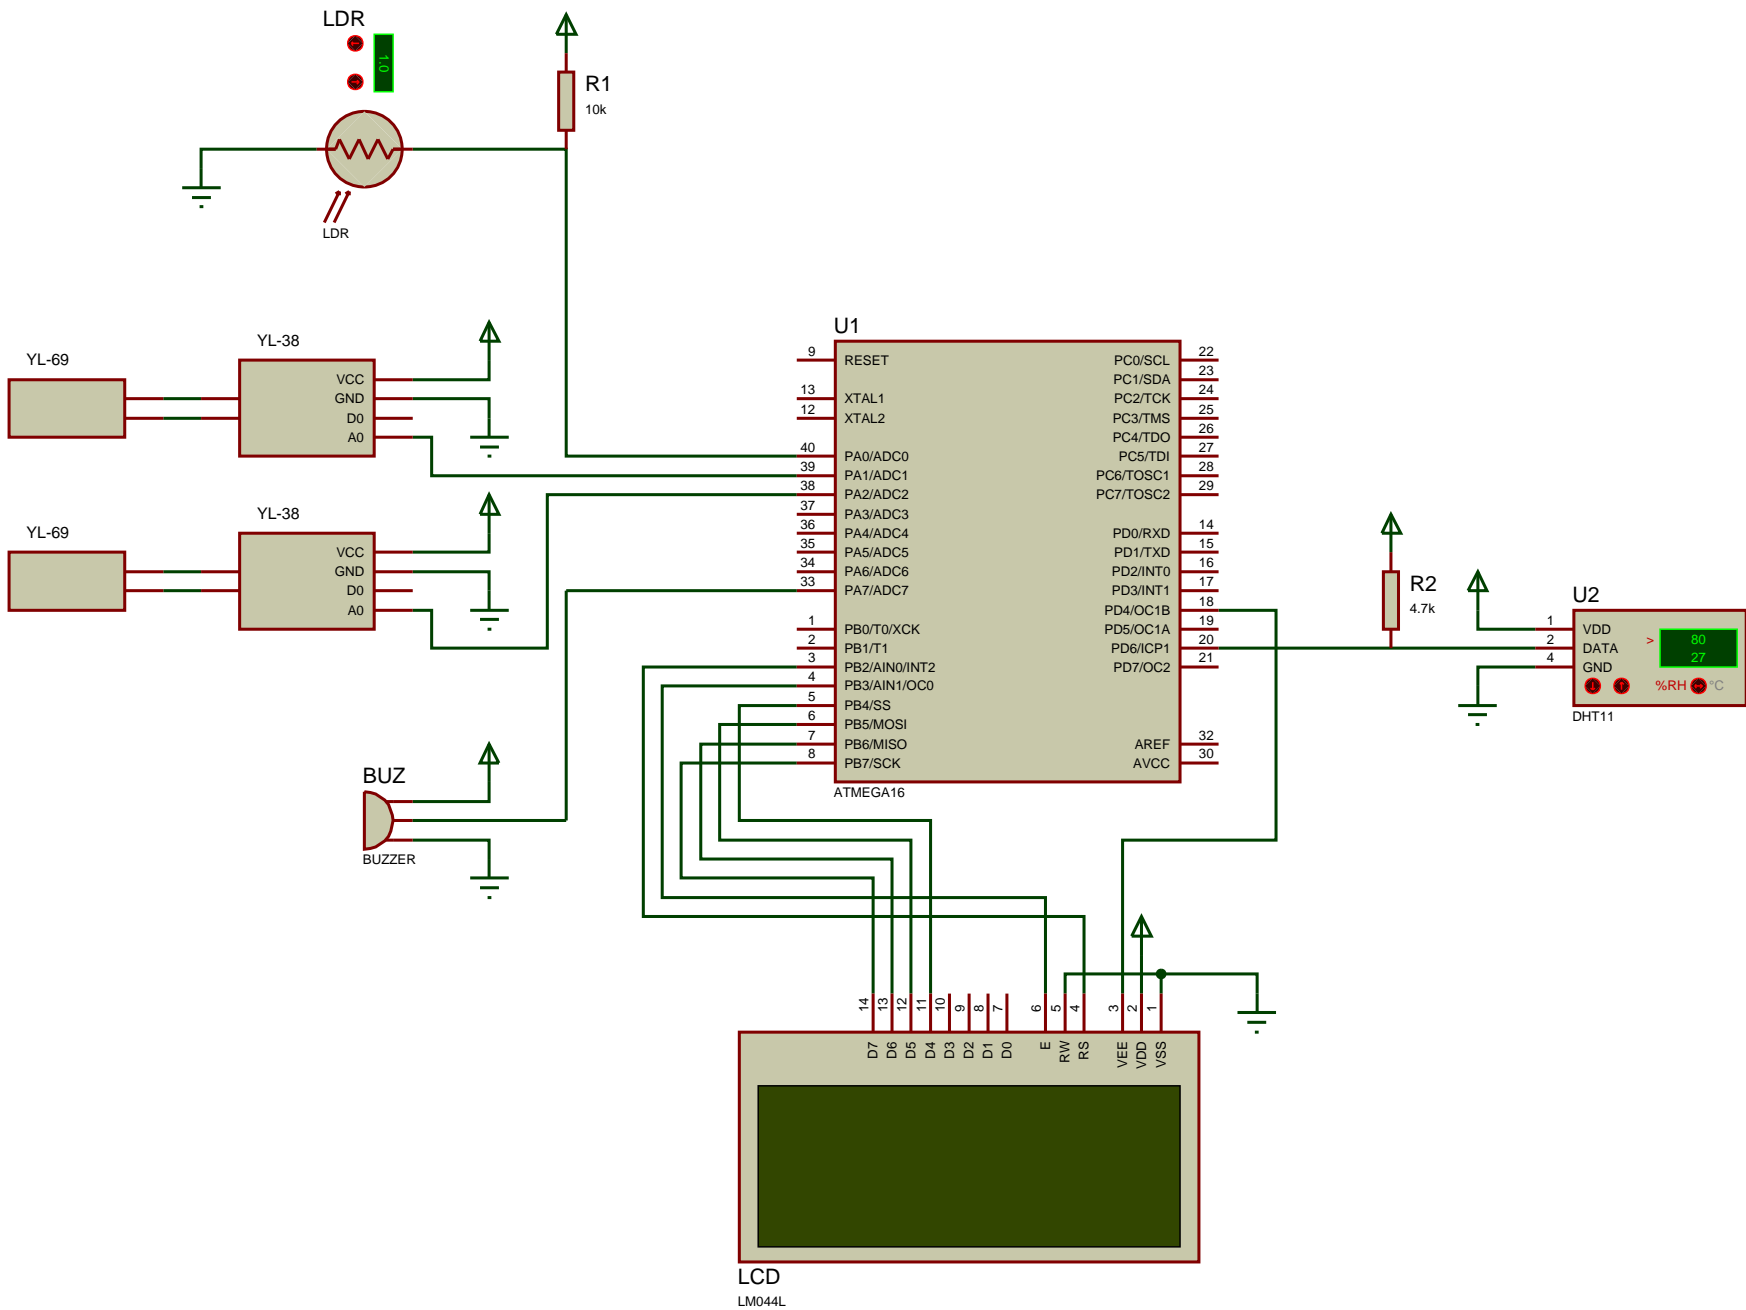 LDR
1.0
LDR
R1
10k
YL-69
YL-38
VCC
GND
D0
A0
YL-69
YL-38
VCC
GND
D0
A0
BUZ
BUZZER
U1
9 RESET
13 XTAL1
12 XTAL2
40 PA0/ADC0
39 PA1/ADC1
38 PA2/ADC2
37 PA3/ADC3
36 PA4/ADC4
35 PA5/ADC5
34 PA6/ADC6
33 PA7/ADC7
1 PB0/T0/XCK
2 PB1/T1
3 PB2/AIN0/INT2
4 PB3/AIN1/OC0
5 PB4/SS
6 PB5/MOSI
7 PB6/MISO
8 PB7/SCK
PC0/SCL 22
PC1/SDA 23
PC2/TCK 24
PC3/TMS 25
PC4/TDO 26
PC5/TDI 27
PC6/TOSC1 28
PC7/TOSC2 29
PD0/RXD 14
PD1/TXD 15
PD2/INT0 16
PD3/INT1 17
PD4/OC1B 18
PD5/OC1A 19
PD6/ICP1 20
PD7/OC2 21
AREF 32
AVCC 30
ATMEGA16
R2
4.7k
U2
1 VDD
2 DATA
4 GND
> 80
27
%RH °C
DHT11
14 13 12 11 10 9 8 7 6 5 4 3 2 1
D7 D6 D5 D4 D3 D2 D1 D0 E RW RS VEE VDD VSS
LCD
LM044L